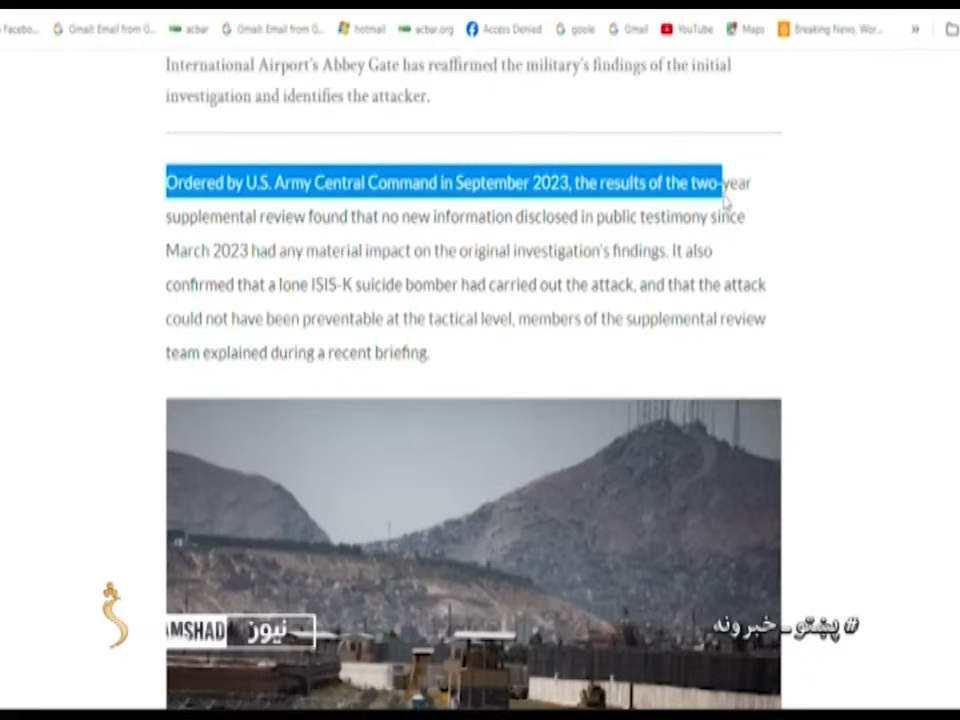 Facebo...
Gmail: Email from G...
acbar
Gmail: Email from G...
hotmail
acbar.org
Access Denied
goole
Gmail
YouTube
Maps
Breaking News, Wor...
»
International Airport's Abbey Gate has reaffirmed the military's findings of the initial
investigation and identifies the attacker.
Ordered by U.S. Army Central Command in September 2023, the results of the two-year
supplemental review found that no new information disclosed in public testimony since
March 2023 had any material impact on the original investigation's findings. It also
confirmed that a lone ISIS-K suicide bomber had carried out the attack, and that the attack
could not have been preventable at the tactical level, members of the supplemental review
team explained during a recent briefing.
AMSHAD نیوز
#پښتو_خبرونه